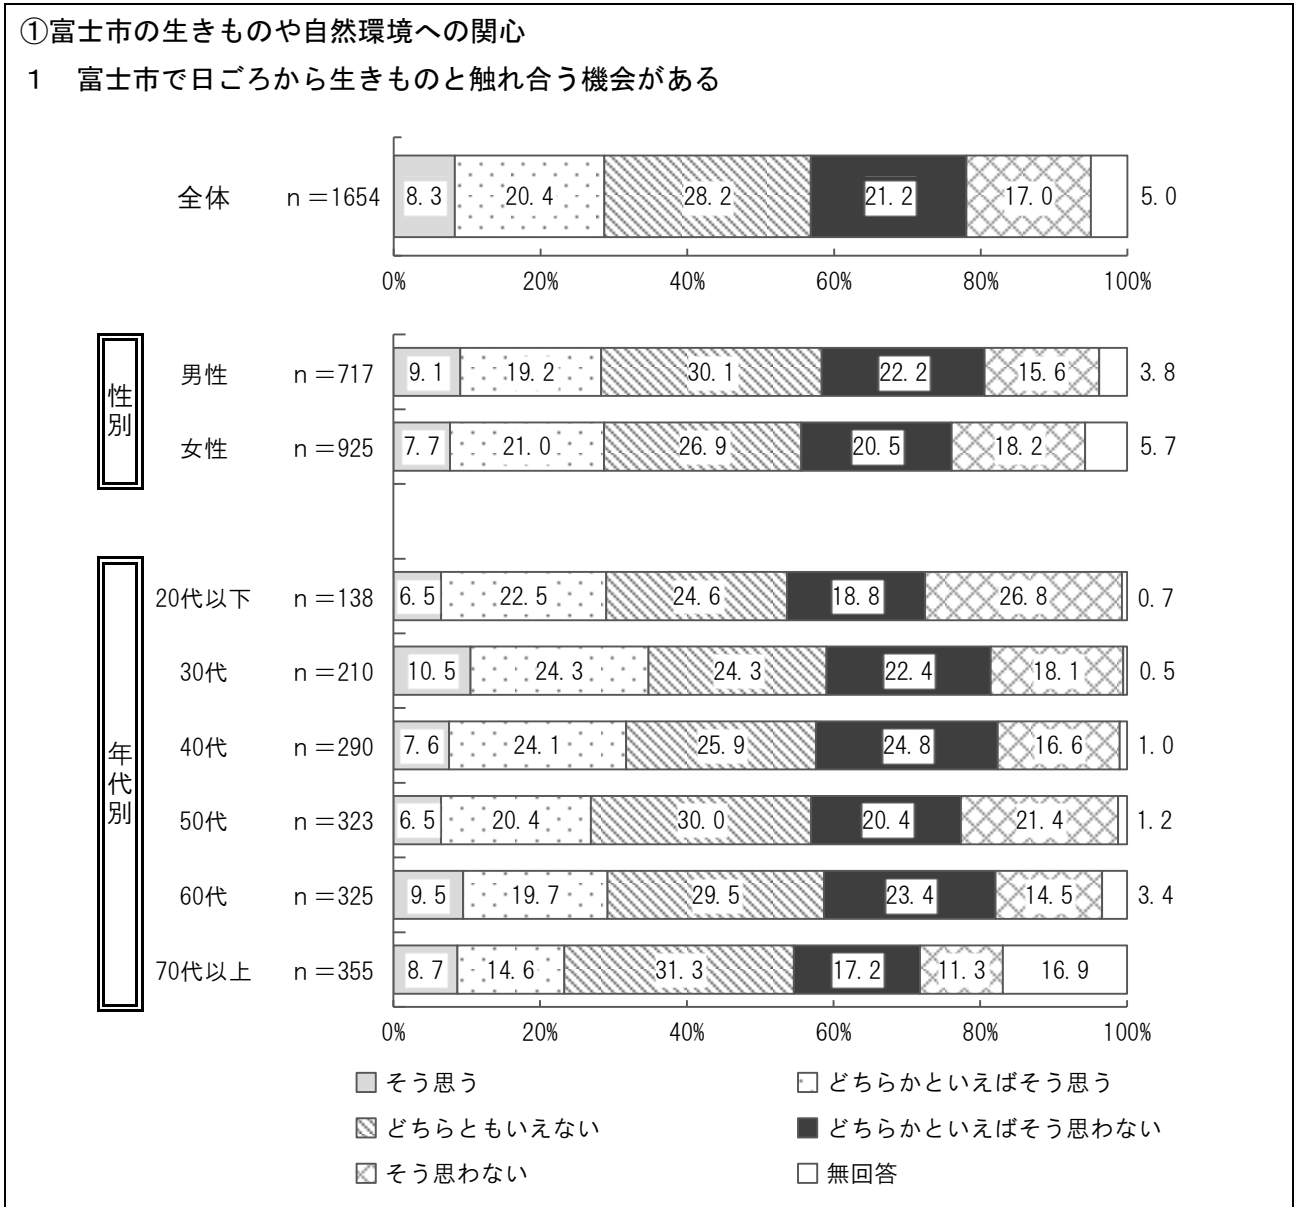 ①富士市の生きものや自然環境への関心
1 富士市で日ごろから生きものと触れ合う機会がある
全体 n=1654 8.3 20.4 28.2 21.2 17.0 5.0
0% 20% 40% 60% 80% 100%
性別
男性 n=717 9.1 19.2 30.1 22.2 15.6 3.8
女性 n=925 7.7 21.0 26.9 20.5 18.2 5.7
年代別
20代以下 n=138 6.5 22.5 24.6 18.8 26.8 0.7
30代 n=210 10.5 24.3 24.3 22.4 18.1 0.5
40代 n=290 7.6 24.1 25.9 24.8 16.6 1.0
50代 n=323 6.5 20.4 30.0 20.4 21.4 1.2
60代 n=325 9.5 19.7 29.5 23.4 14.5 3.4
70代以上 n=355 8.7 14.6 31.3 17.2 11.3 16.9
0% 20% 40% 60% 80% 100%
そう思う どちらかといえばそう思う
どちらともいえない どちらかといえばそう思わない
そう思わない 無回答